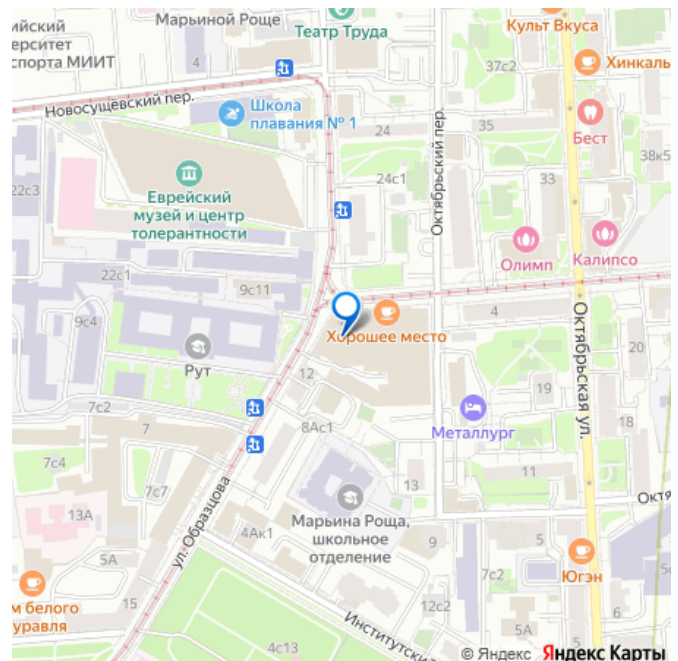 Марьиной Роще
ийский
ерситет
спорта МИИТ
4
Театр Труда
Культ Вкуса
37с2
Хинкаль
Новосущёвский пер.
Школа
плавания № 1
24
35
Бест
Октябрьский пер.
38к5
22с3
Еврейский
музей и центр
толерантности
24с1
33
Олимп
Калипсо
22с1
9с11
9с4
Рут
Хорошее место
4
Октябрьская ул.
20
12
19
7с2
7
8Ас1
Металлург
18
7с4
7с7
11
13А
13
Марьина Роща,
школьное
отделение
Октя
ул. Образцова
4Ак1
9
5А
7с2
Югэн
м белого
уравля
15
12с2
Институтский
5А
4с13
© Яндекс Яндекс Карты